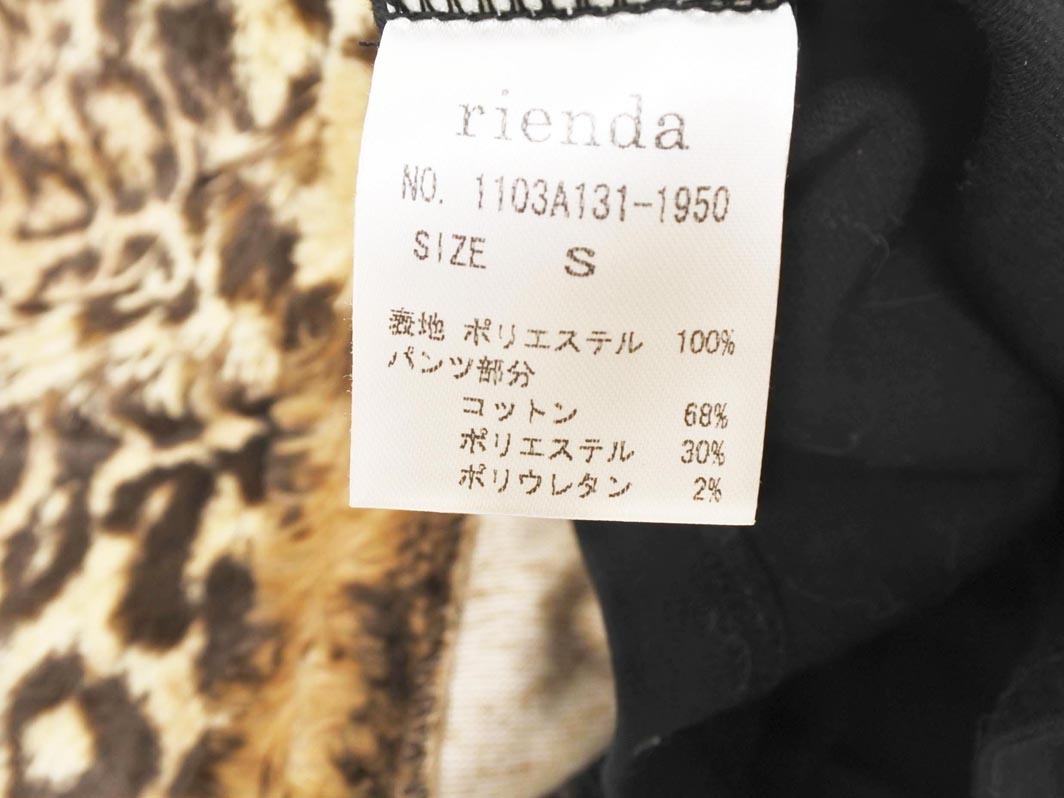 rienda
NO. 1103A131-1950
SIZE S
表地 ポリエステル 100%
パンツ部分
コットン 68%
ポリエステル 30%
ポリウレタン 2%